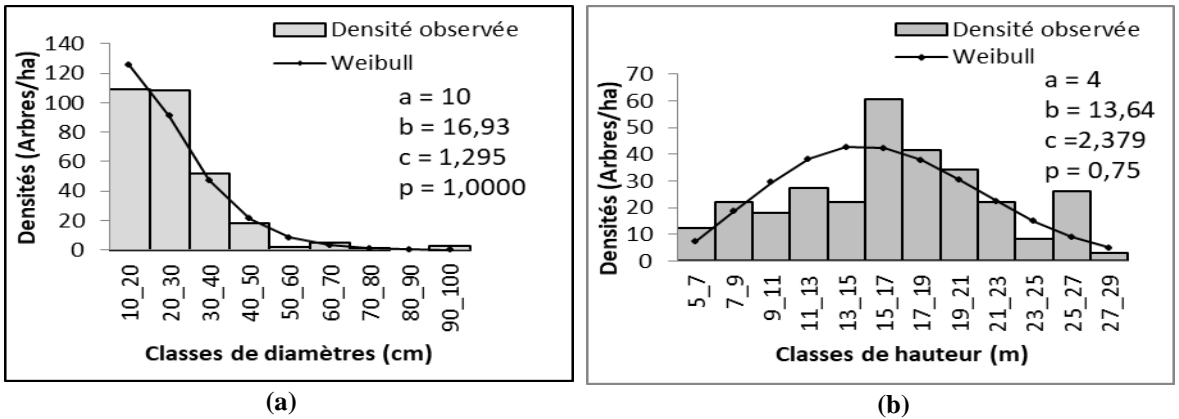 Densité observée
Weibull
140
120
100
80
60
40
20
0
Densités (Arbres/ha)
a = 10
b = 16,93
c = 1,295
p = 1,0000
10_20
20_30
30_40
40_50
50_60
60_70
70_80
80_90
90_100
Classes de diamètres (cm)
(a)
Densité observée
Weibull
70
60
50
40
30
20
10
0
Densités (Arbres/ha)
a = 4
b = 13,64
c =2,379
p = 0,75
5_7
7_9
9_11
11_13
13_15
15_17
17_19
19_21
21_23
23_25
25_27
27_29
Classes de hauteur (m)
(b)